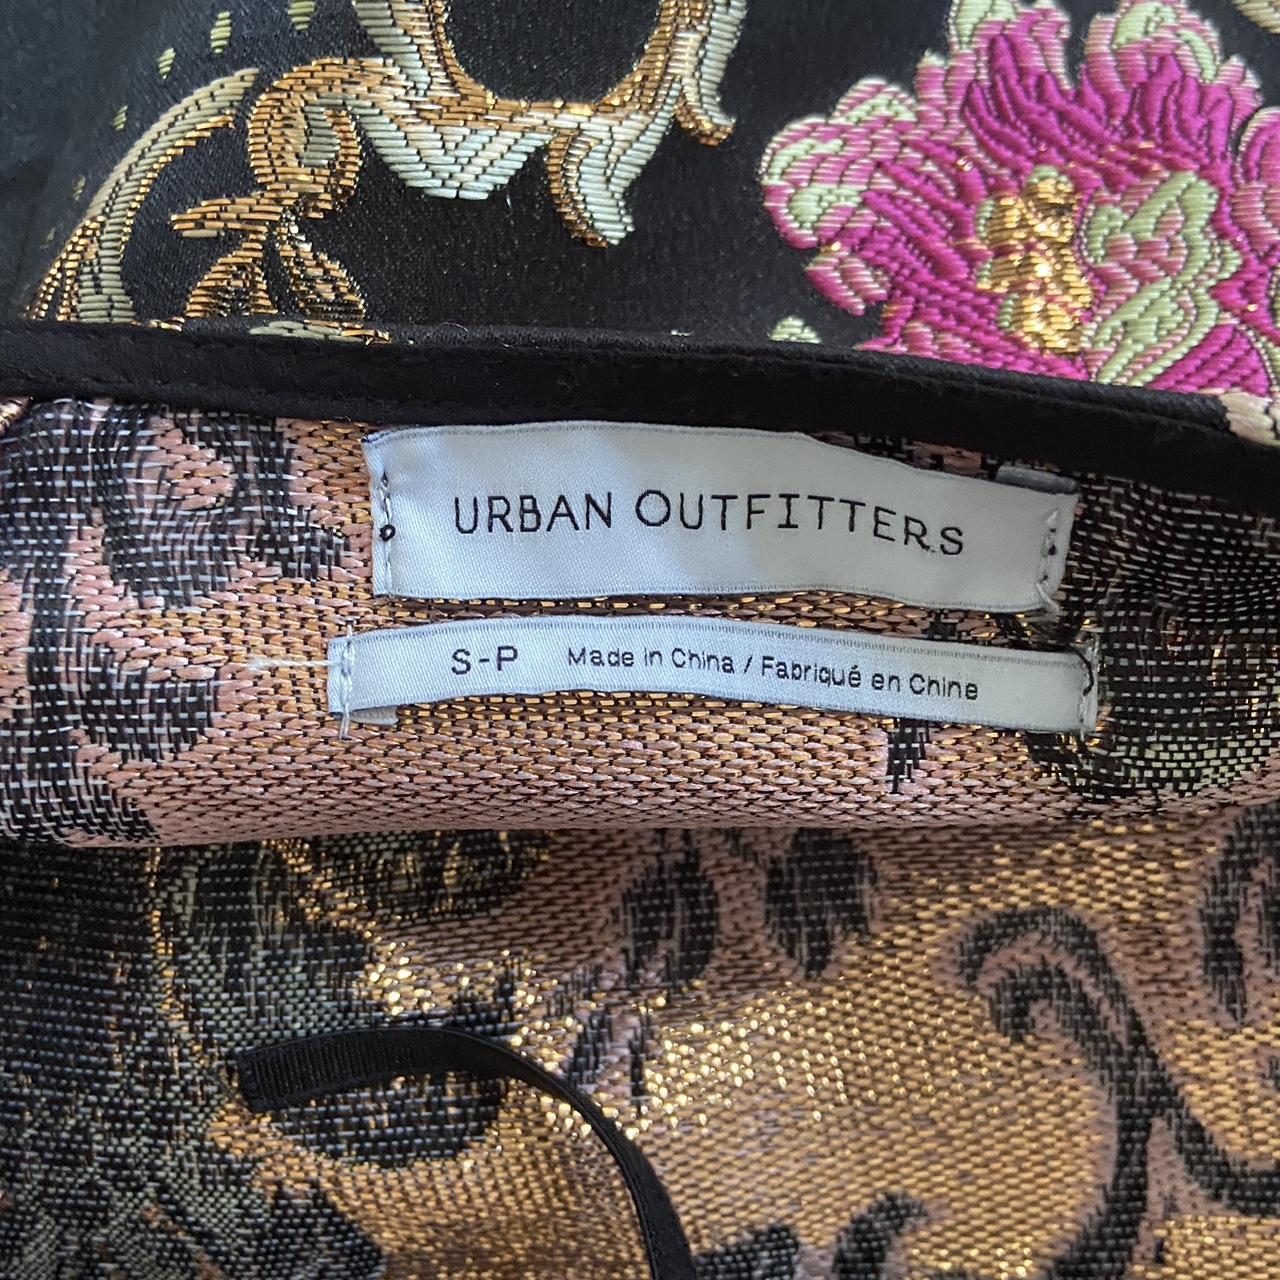 URBAN OUTFITTERS
S-P Made in China / Fabriqué en Chine